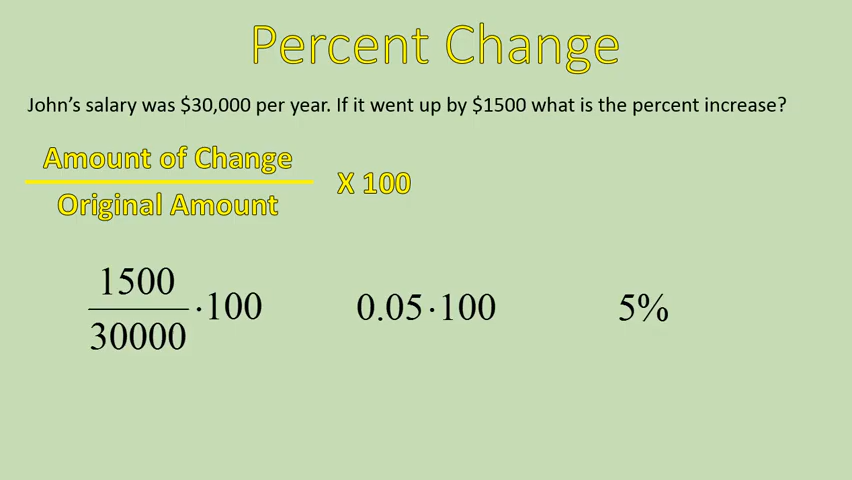 Percent Change
John's salary was $30,000 per year. If it went up by $1500 what is the percent increase?
Amount of Change
X 100
Original Amount
1500
30000
·100
0.05·100
5%